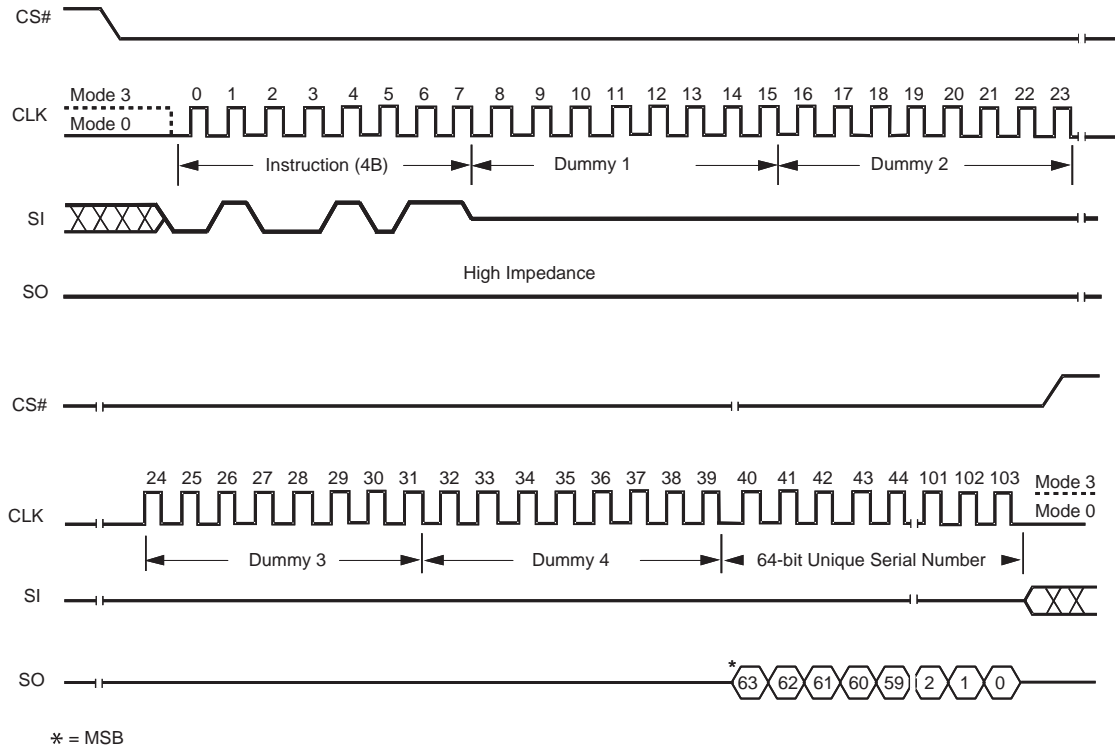 CS#
Mode 3
0 1 2 3 4 5 6 7 8 9 10 11 12 13 14 15 16 17 18 19 20 21 22 23
CLK
Mode 0
Instruction (4B) Dummy 1 Dummy 2
SI
High Impedance
SO
CS#
24 25 26 27 28 29 30 31 32 33 34 35 36 37 38 39 40 41 42 43 44 101 102 103 Mode 3
CLK Mode 0
Dummy 3 Dummy 4 64-bit Unique Serial Number
SI
*
SO 63 62 61 60 59 2 1 0
* = MSB